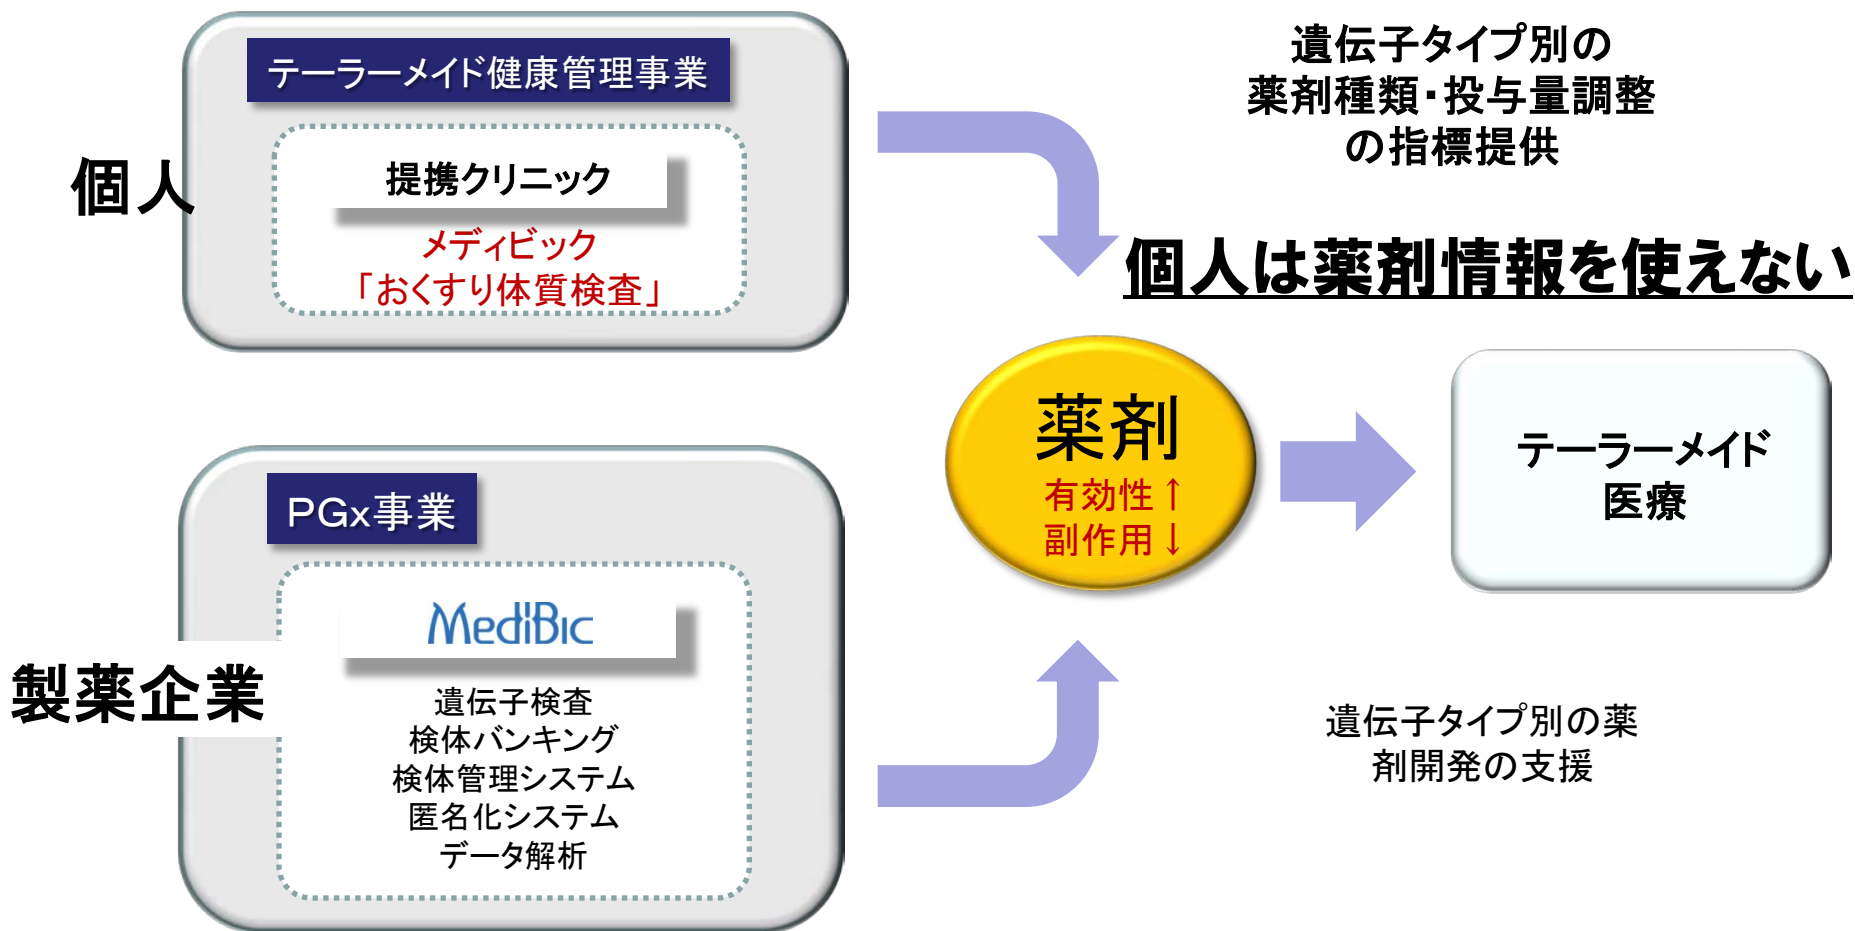 個人
テーラーメイド健康管理事業
提携クリニック
メディビック
「おくすり体質検査」
遺伝子タイプ別の
薬剤種類・投与量調整
の指標提供
個人は薬剤情報を使えない
薬剤
有効性↑
副作用↓
テーラーメイド
医療
製薬企業
PGx事業
MediBic
遺伝子検査
検体バンキング
検体管理システム
匿名化システム
データ解析
遺伝子タイプ別の薬
剤開発の支援